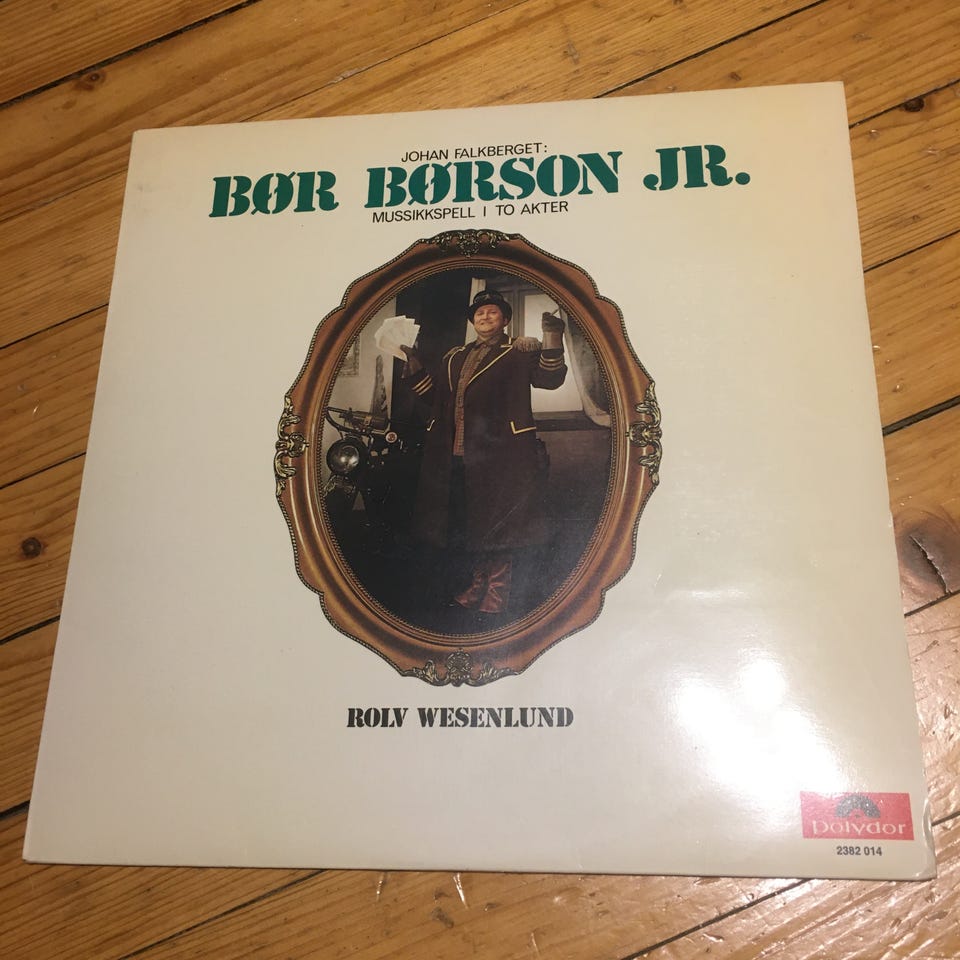 JOHAN FALKBERGET:
BØR BØRSON JR.
MUSSIKKSPELL I TO AKTER
ROLV WESENLUND
Polydor
2382 014